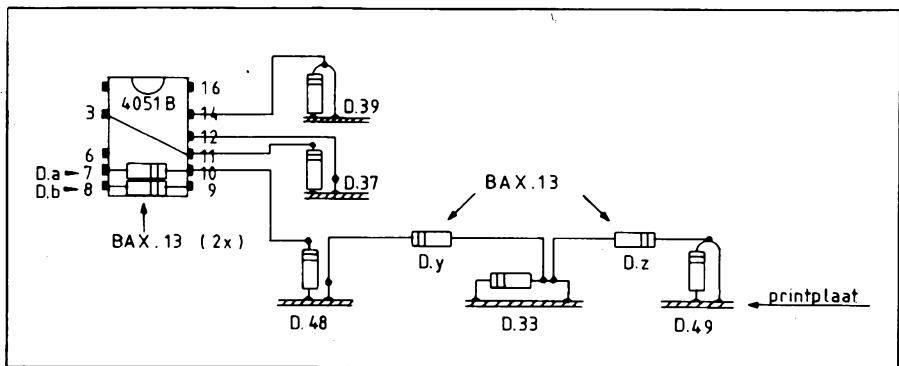 16
4051B
3
14
D.39
12
6
11
D.a
7
10
D.b
8
9
D.37
BAX.13 (2x)
BAX.13
D.y
D.z
printplaat
D.48
D.33
D.49